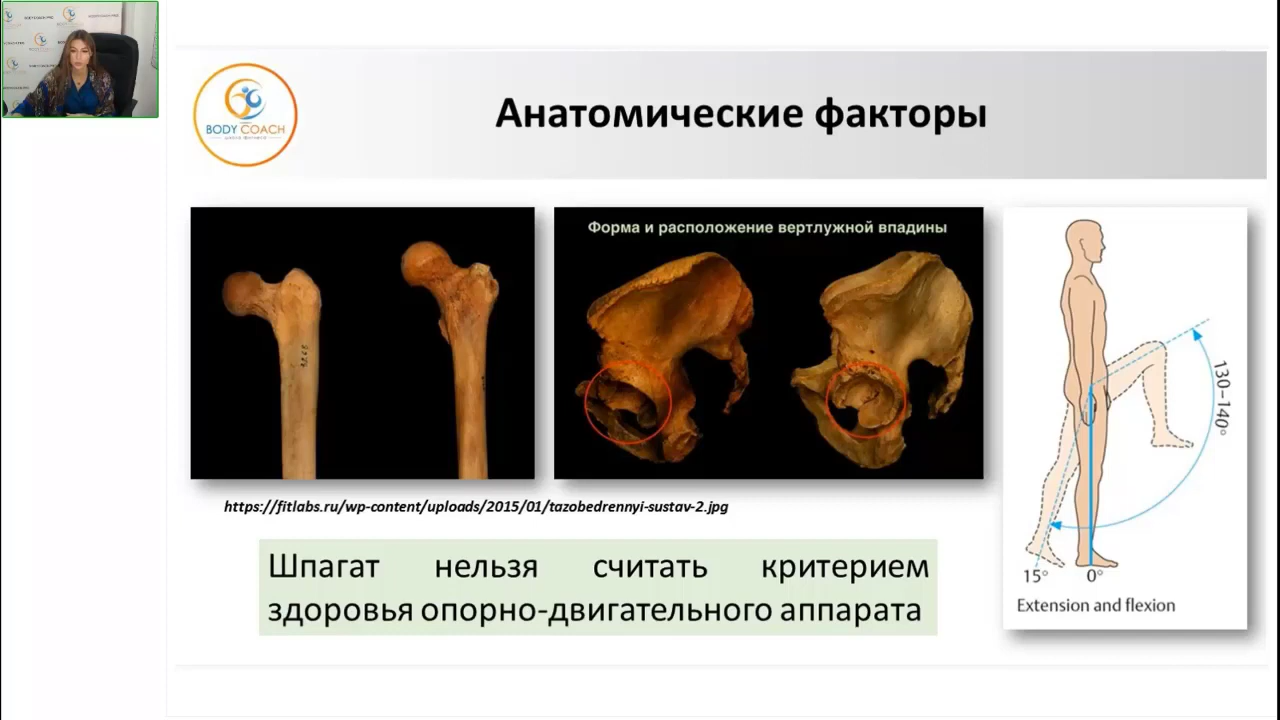 BODY COACH
Анатомические факторы
Форма и расположение вертлужной впадины
130–140°
15°
0°
Extension and flexion
https://fitlabs.ru/wp-content/uploads/2015/01/tazobedrennyi-sustav-2.jpg
Шпагат нельзя считать критерием
здоровья опорно-двигательного аппарата